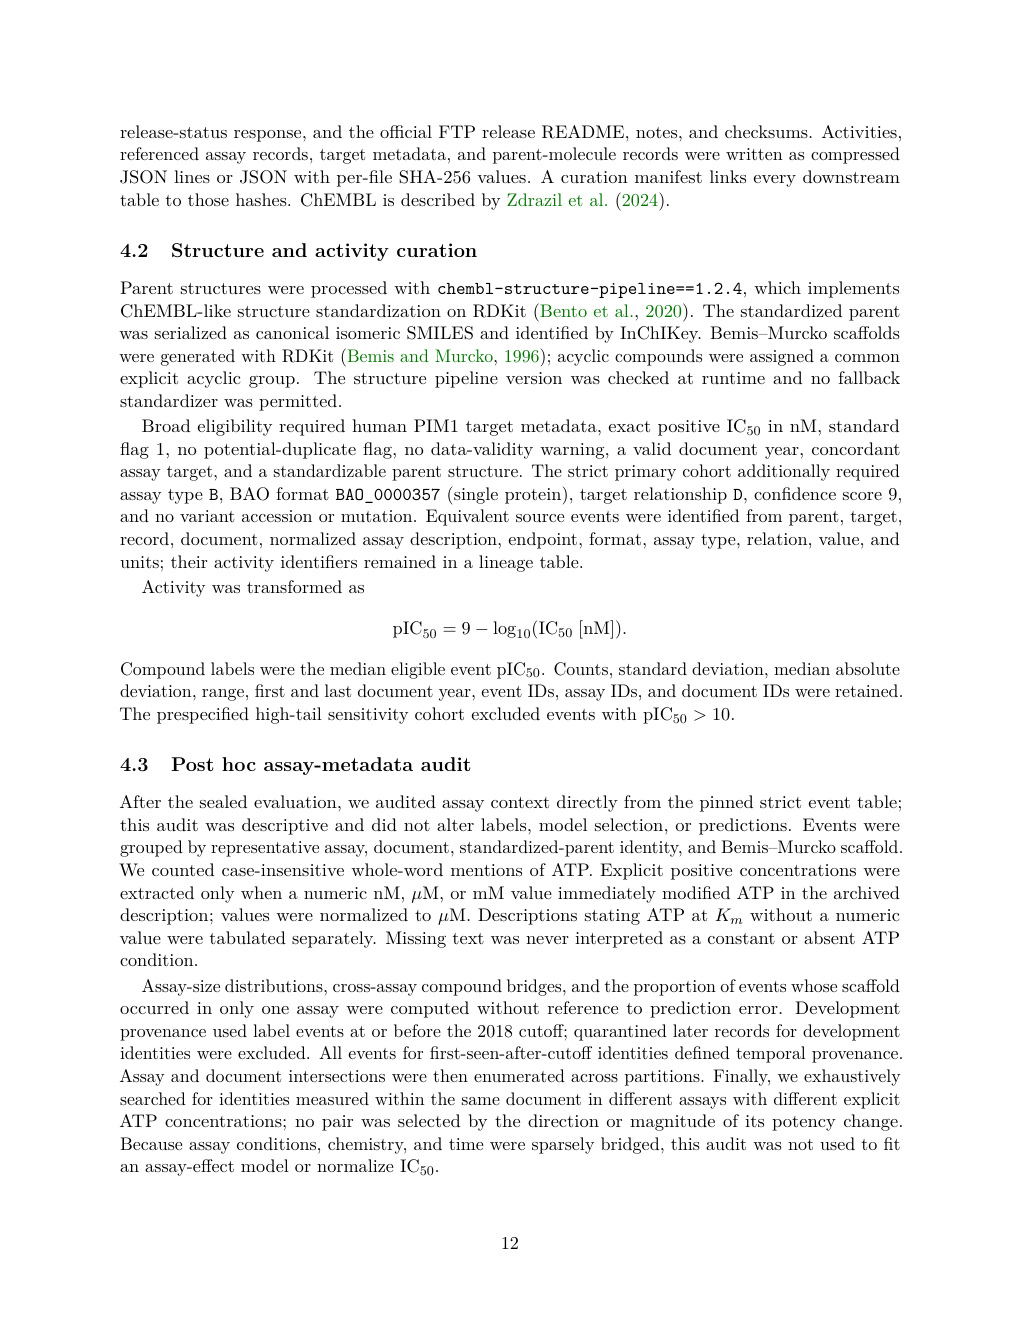 release-status response, and the official FTP release README, notes, and checksums. Activities,
referenced assay records, target metadata, and parent-molecule records were written as compressed
JSON lines or JSON with per-file SHA-256 values. A curation manifest links every downstream
table to those hashes. ChEMBL is described by Zdrazil et al. (2024).
4.2 Structure and activity curation
Parent structures were processed with chembl-structure-pipeline==1.2.4, which implements
ChEMBL-like structure standardization on RDKit (Bento et al., 2020). The standardized parent
was serialized as canonical isomeric SMILES and identified by InChIKey. Bemis–Murcko scaffolds
were generated with RDKit (Bemis and Murcko, 1996); acyclic compounds were assigned a common
explicit acyclic group. The structure pipeline version was checked at runtime and no fallback
standardizer was permitted.
Broad eligibility required human PIM1 target metadata, exact positive IC50 in nM, standard
flag 1, no potential-duplicate flag, no data-validity warning, a valid document year, concordant
assay target, and a standardizable parent structure. The strict primary cohort additionally required
assay type B, BAO format BAO_0000357 (single protein), target relationship D, confidence score 9,
and no variant accession or mutation. Equivalent source events were identified from parent, target,
record, document, normalized assay description, endpoint, format, assay type, relation, value, and
units; their activity identifiers remained in a lineage table.
Activity was transformed as
pIC50 = 9 − log10(IC50 [nM]).
Compound labels were the median eligible event pIC50. Counts, standard deviation, median absolute
deviation, range, first and last document year, event IDs, assay IDs, and document IDs were retained.
The prespecified high-tail sensitivity cohort excluded events with pIC50 > 10.
4.3 Post hoc assay-metadata audit
After the sealed evaluation, we audited assay context directly from the pinned strict event table;
this audit was descriptive and did not alter labels, model selection, or predictions. Events were
grouped by representative assay, document, standardized-parent identity, and Bemis–Murcko scaffold.
We counted case-insensitive whole-word mentions of ATP. Explicit positive concentrations were
extracted only when a numeric nM, μM, or mM value immediately modified ATP in the archived
description; values were normalized to μM. Descriptions stating ATP at Km without a numeric
value were tabulated separately. Missing text was never interpreted as a constant or absent ATP
condition.
Assay-size distributions, cross-assay compound bridges, and the proportion of events whose scaffold
occurred in only one assay were computed without reference to prediction error. Development
provenance used label events at or before the 2018 cutoff; quarantined later records for development
identities were excluded. All events for first-seen-after-cutoff identities defined temporal provenance.
Assay and document intersections were then enumerated across partitions. Finally, we exhaustively
searched for identities measured within the same document in different assays with different explicit
ATP concentrations; no pair was selected by the direction or magnitude of its potency change.
Because assay conditions, chemistry, and time were sparsely bridged, this audit was not used to fit
an assay-effect model or normalize IC50.
12